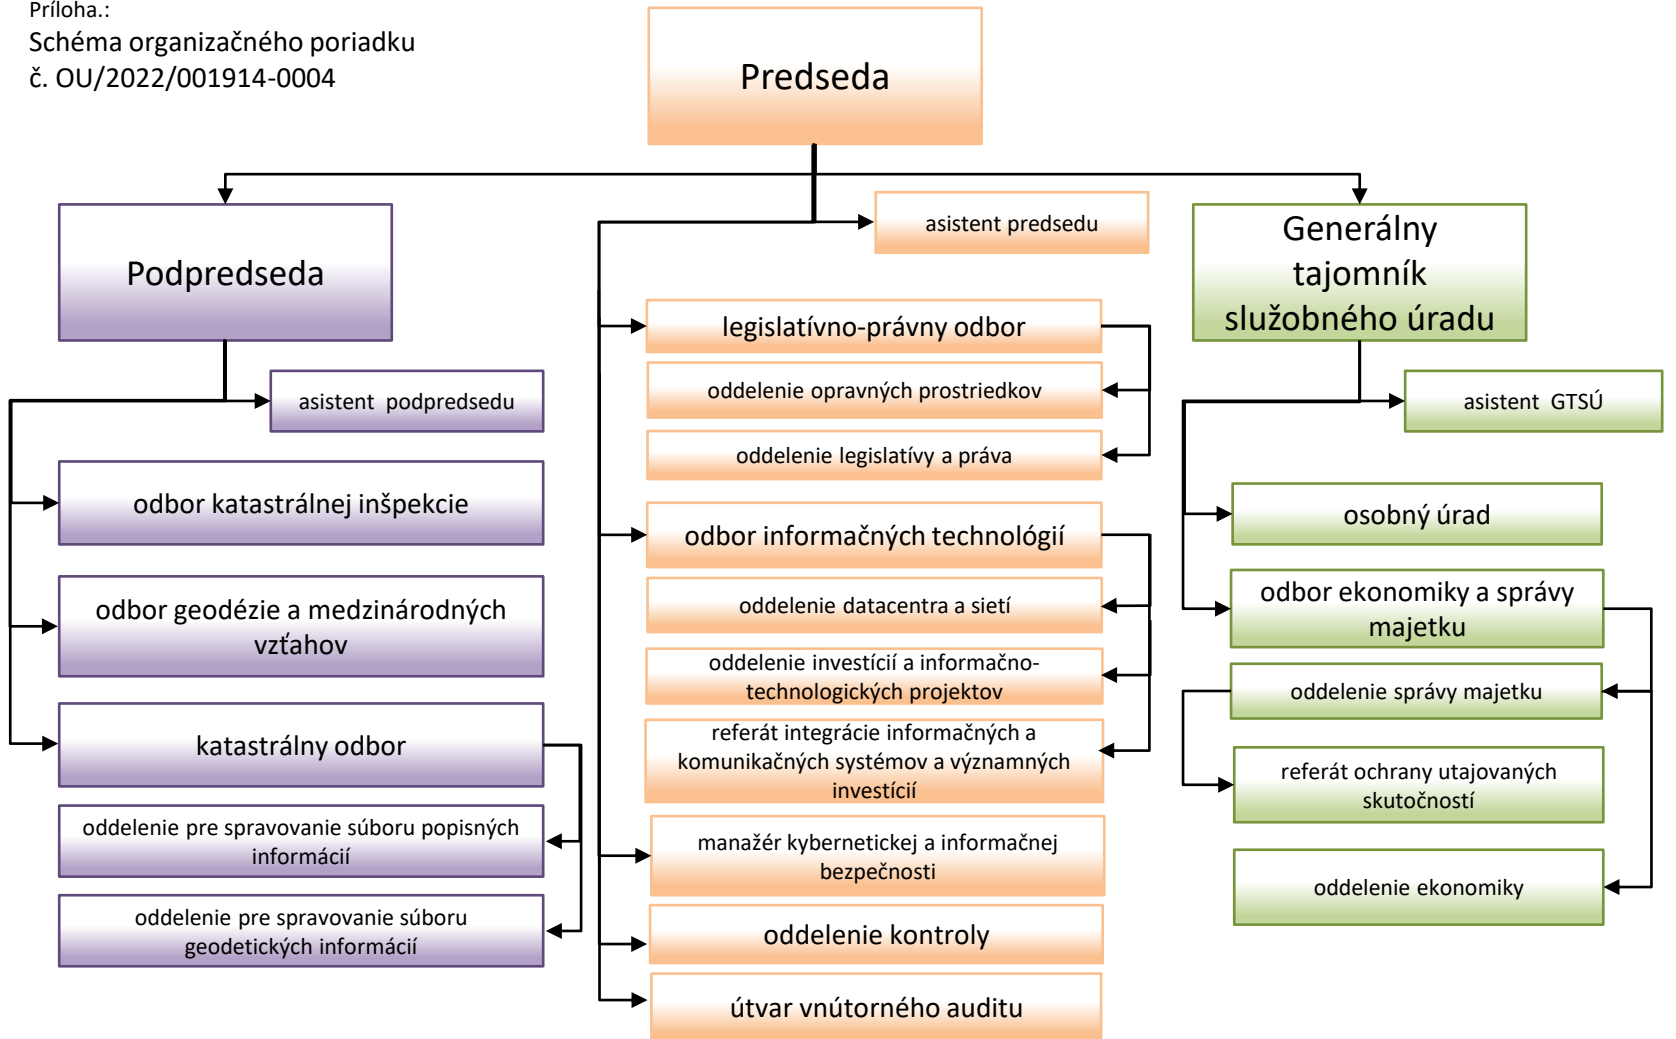 Príloha.:
Schéma organizačného poriadku
č. OU/2022/001914-0004
Predseda
Podpredseda
asistent predsedu
Generálny
tajomník
služobného úradu
asistent  podpredsedu
odbor katastrálnej inšpekcie
odbor geodézie a medzinárodných
vzťahov
katastrálny odbor
oddelenie pre spravovanie súboru popisných
informácií
oddelenie pre spravovanie súboru
geodetických informácií
legislatívno-právny odbor
oddelenie opravných prostriedkov
oddelenie legislatívy a práva
odbor informačných technológií
oddelenie datacentra a sietí
oddelenie investícií a informačno-
technologických projektov
referát integrácie informačných a
komunikačných systémov a významných
investícií
manažér kybernetickej a informačnej
bezpečnosti
oddelenie kontroly
útvar vnútorného auditu
asistent  GTSÚ
osobný úrad
odbor ekonomiky a správy
majetku
oddelenie správy majetku
referát ochrany utajovaných
skutočností
oddelenie ekonomiky